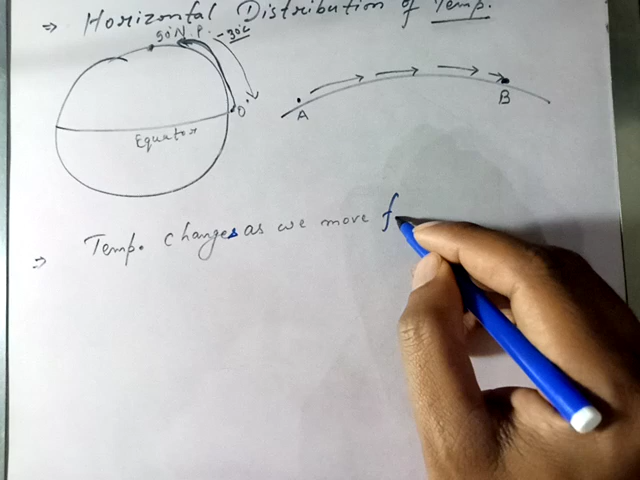 ⇒ Horizontal Distribution of Temp.
90°N.P. -30°C
0°
A B
Equator
⇒ Temp. changes as we move f